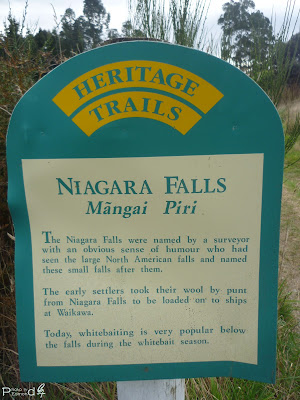 HERITAGE
TRAILS
NIAGARA FALLS
Māngai Piri
The Niagara Falls were named by a surveyor
with an obvious sense of humour who had
seen the large North American falls and named
these small falls after them.
The early settlers took their wool by punt
from Niagara Falls to be loaded on to ships
at Waikawa.
Today, whitebaiting is very popular below
the falls during the whitebait season.
Photo by